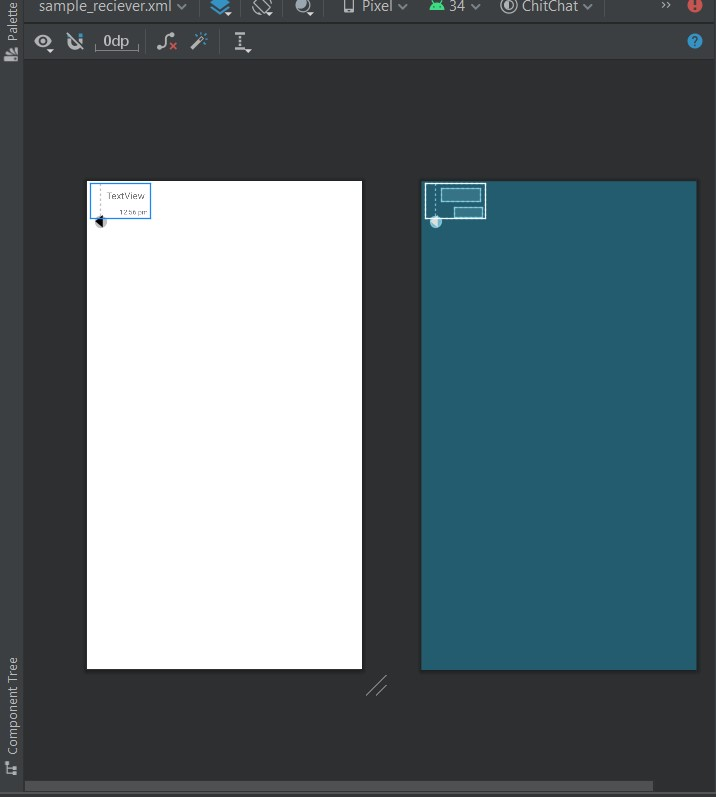 Palette
sample_reciever.xml
Pixel
34
ChitChat
0dp
TextView
12:56 pm
Component Tree